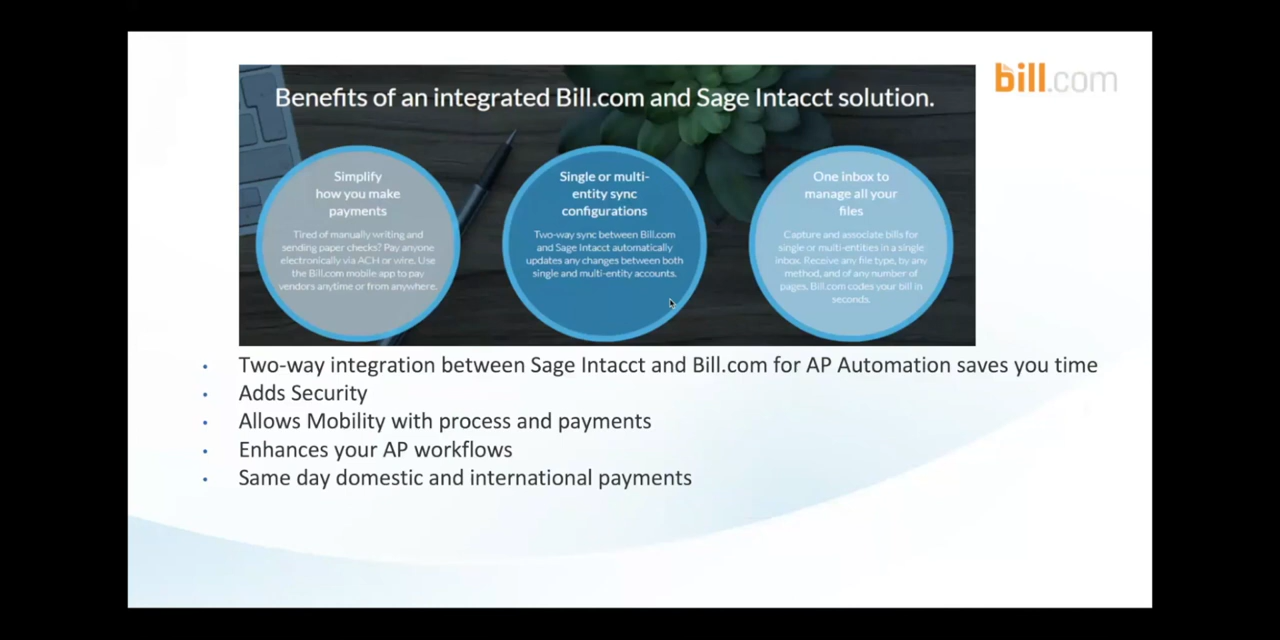 bill.com
Benefits of an integrated Bill.com and Sage Intacct solution.
Simplify
how you make
payments
Tired of manually writing and
sending paper checks? Pay anyone
electronically via ACH or wire. Use
the Bill.com mobile app to pay
vendors anytime or from anywhere.
Single or multi-
entity sync
configurations
Two-way sync between Bill.com
and Sage Intacct automatically
updates any changes between both
single and multi-entity accounts.
One inbox to
manage all your
files
Capture and associate bills for
single or multi-entities in a single
inbox. Receive any file type, by any
method, and of any number of
pages. Bill.com codes your bill in
seconds.
• Two-way integration between Sage Intacct and Bill.com for AP Automation saves you time
• Adds Security
• Allows Mobility with process and payments
• Enhances your AP workflows
• Same day domestic and international payments